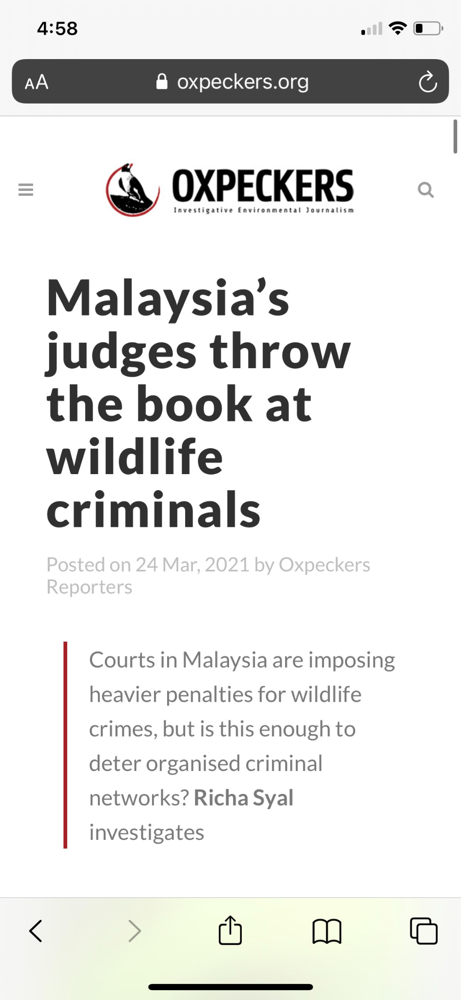 4:58
AA oxpeckers.org
OXPECKERS
Investigative Environmental Journalism
Malaysia’s
judges throw
the book at
wildlife
criminals
Posted on 24 Mar, 2021 by Oxpeckers
Reporters
Courts in Malaysia are imposing
heavier penalties for wildlife
crimes, but is this enough to
deter organised criminal
networks? Richa Syal
investigates